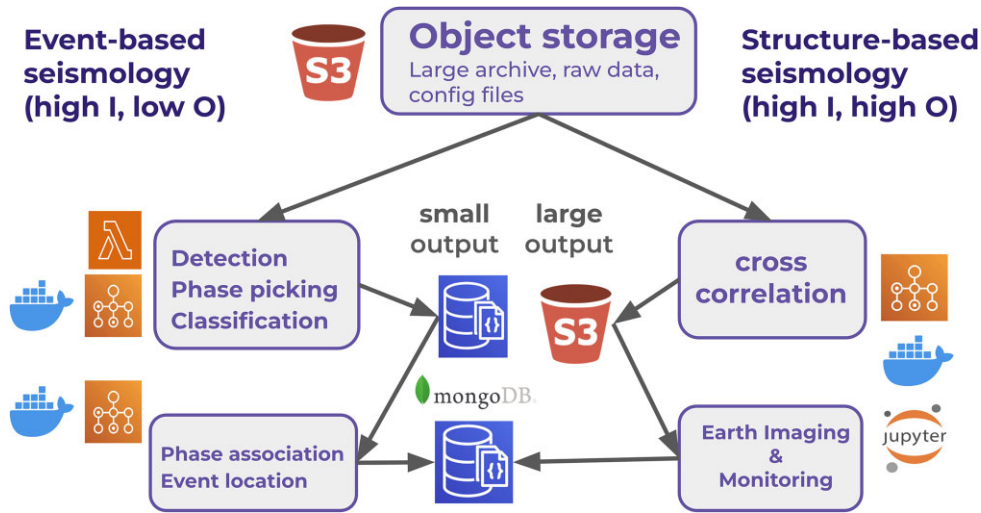 Event-based
seismology
(high I, low O)
S3
Object storage
Large archive, raw data,
config files
Structure-based
seismology
(high I, high O)
small
output
large
output
λ
Detection
Phase picking
Classification
{}
S3
cross
correlation
mongoDB.
Phase association
Event location
{}
Earth Imaging
&
Monitoring
jupyter